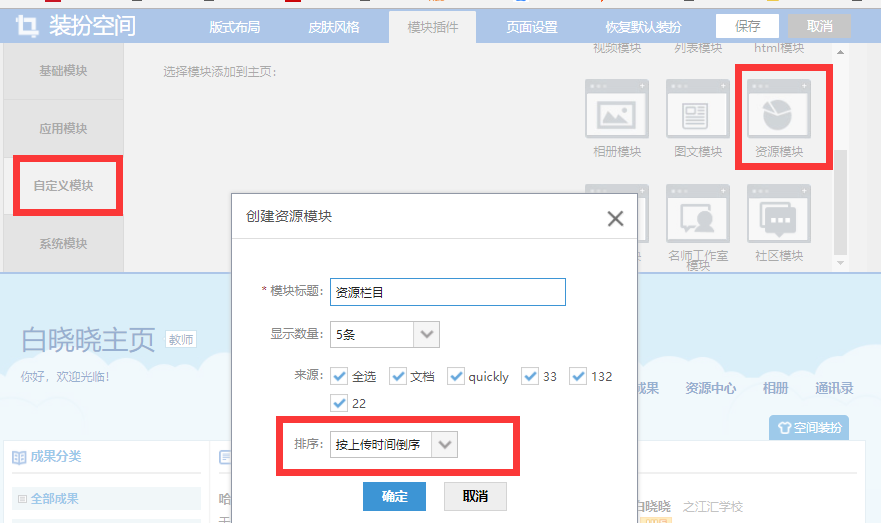 装扮空间
版式布局
皮肤风格
模块插件
页面设置
恢复默认装扮
保存
取消
基础模块
应用模块
自定义模块
系统模块
选择模块添加到主页:
视频模块
列表模块
html模块
相册模块
图文模块
资源模块
名师工作室
模块
社区模块
创建资源模块
* 模块标题: 资源栏目
显示数量: 5条
来源: 全选 文档 quickly 33 132
22
排序: 按上传时间倒序
确定
取消
白晓晓主页 教师
你好，欢迎光临!
成果
资源中心
相册
通讯录
空间装扮
成果分类
全部成果
哈
白晓晓 之江汇学校